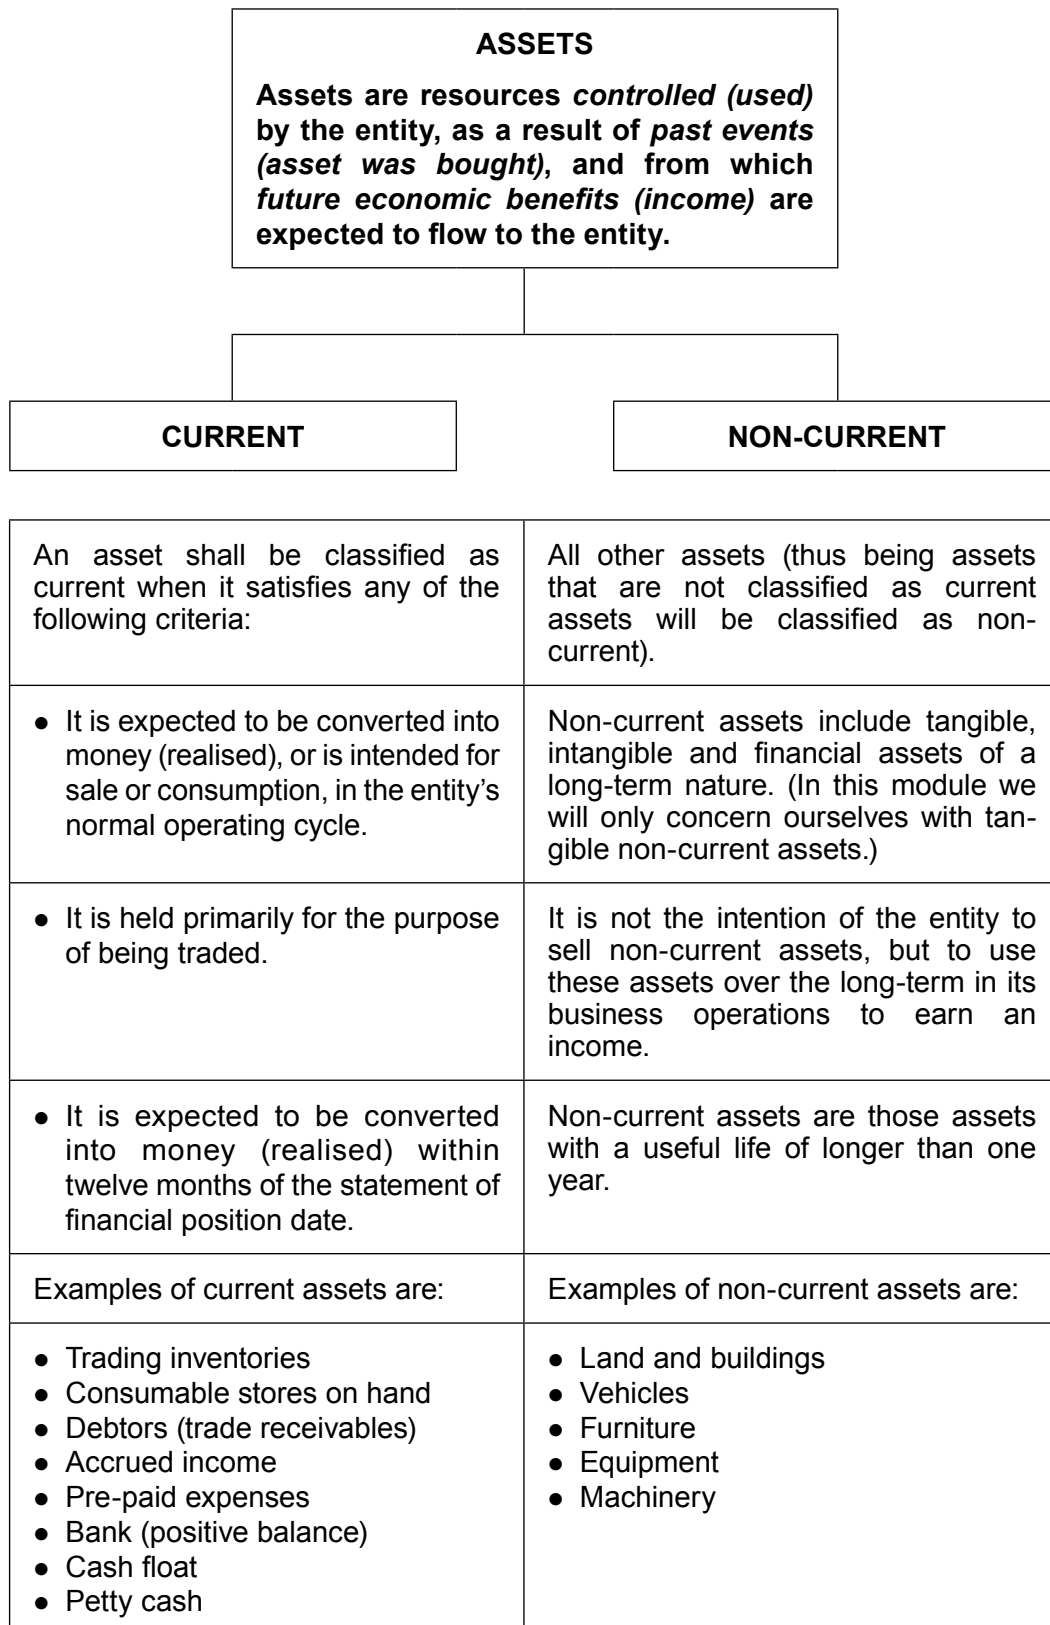 ASSETS
Assets are resources controlled (used)
by the entity, as a result of past events
(asset was bought), and from which
future economic benefits (income) are
expected to flow to the entity.
CURRENT
NON-CURRENT
An asset shall be classified as
current when it satisfies any of the
following criteria:
All other assets (thus being assets
that are not classified as current
assets will be classified as non-
current).
● It is expected to be converted into
money (realised), or is intended for
sale or consumption, in the entity's
normal operating cycle.
Non-current assets include tangible,
intangible and financial assets of a
long-term nature. (In this module we
will only concern ourselves with tan-
gible non-current assets.)
● It is held primarily for the purpose
of being traded.
It is not the intention of the entity to
sell non-current assets, but to use
these assets over the long-term in its
business operations to earn an
income.
● It is expected to be converted
into money (realised) within
twelve months of the statement of
financial position date.
Non-current assets are those assets
with a useful life of longer than one
year.
Examples of current assets are:
Examples of non-current assets are:
● Trading inventories
● Consumable stores on hand
● Debtors (trade receivables)
● Accrued income
● Pre-paid expenses
● Bank (positive balance)
● Cash float
● Petty cash
● Land and buildings
● Vehicles
● Furniture
● Equipment
● Machinery